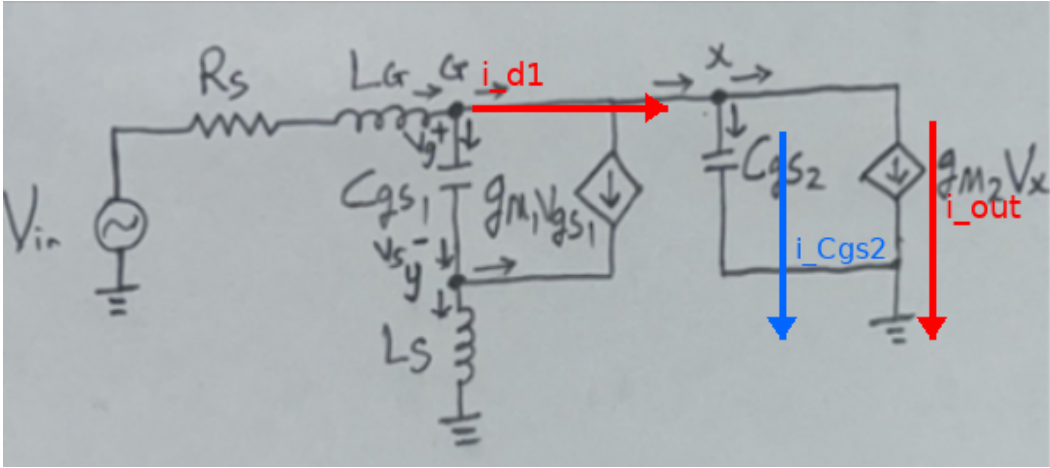 Rs
LG
G
i_d1
x
Vg +
Cgs1
gm1Vgs1
Cgs2
gm2Vx
i_out
i_Cgs2
Vin
Vs -
y
Ls